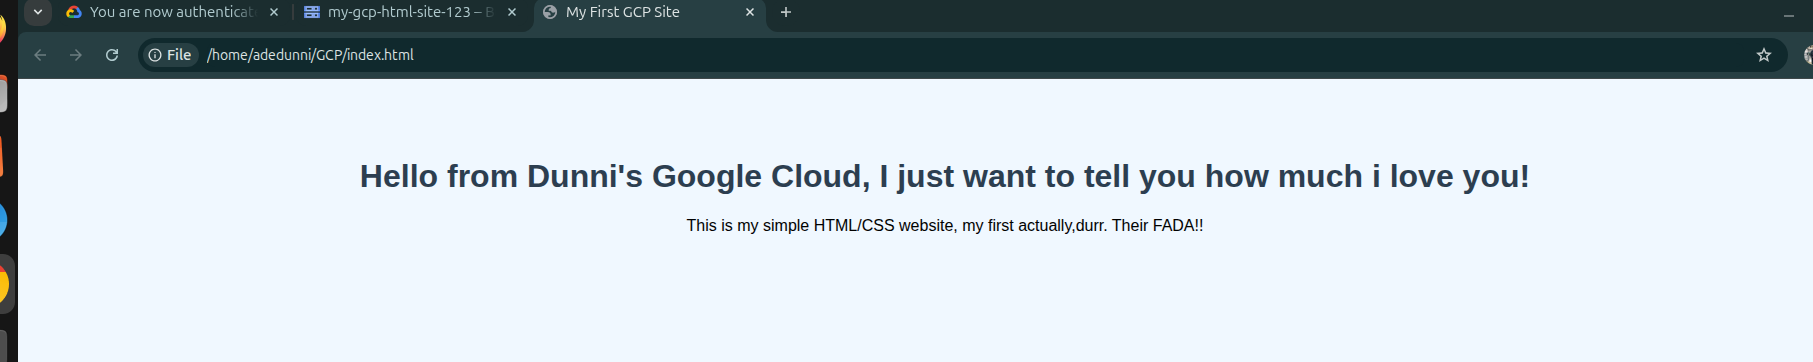 You are now authenticat
my-gcp-html-site-123 – B
My First GCP Site
File
/home/adedunni/GCP/index.html
Hello from Dunni's Google Cloud, I just want to tell you how much i love you!
This is my simple HTML/CSS website, my first actually,durr. Their FADA!!